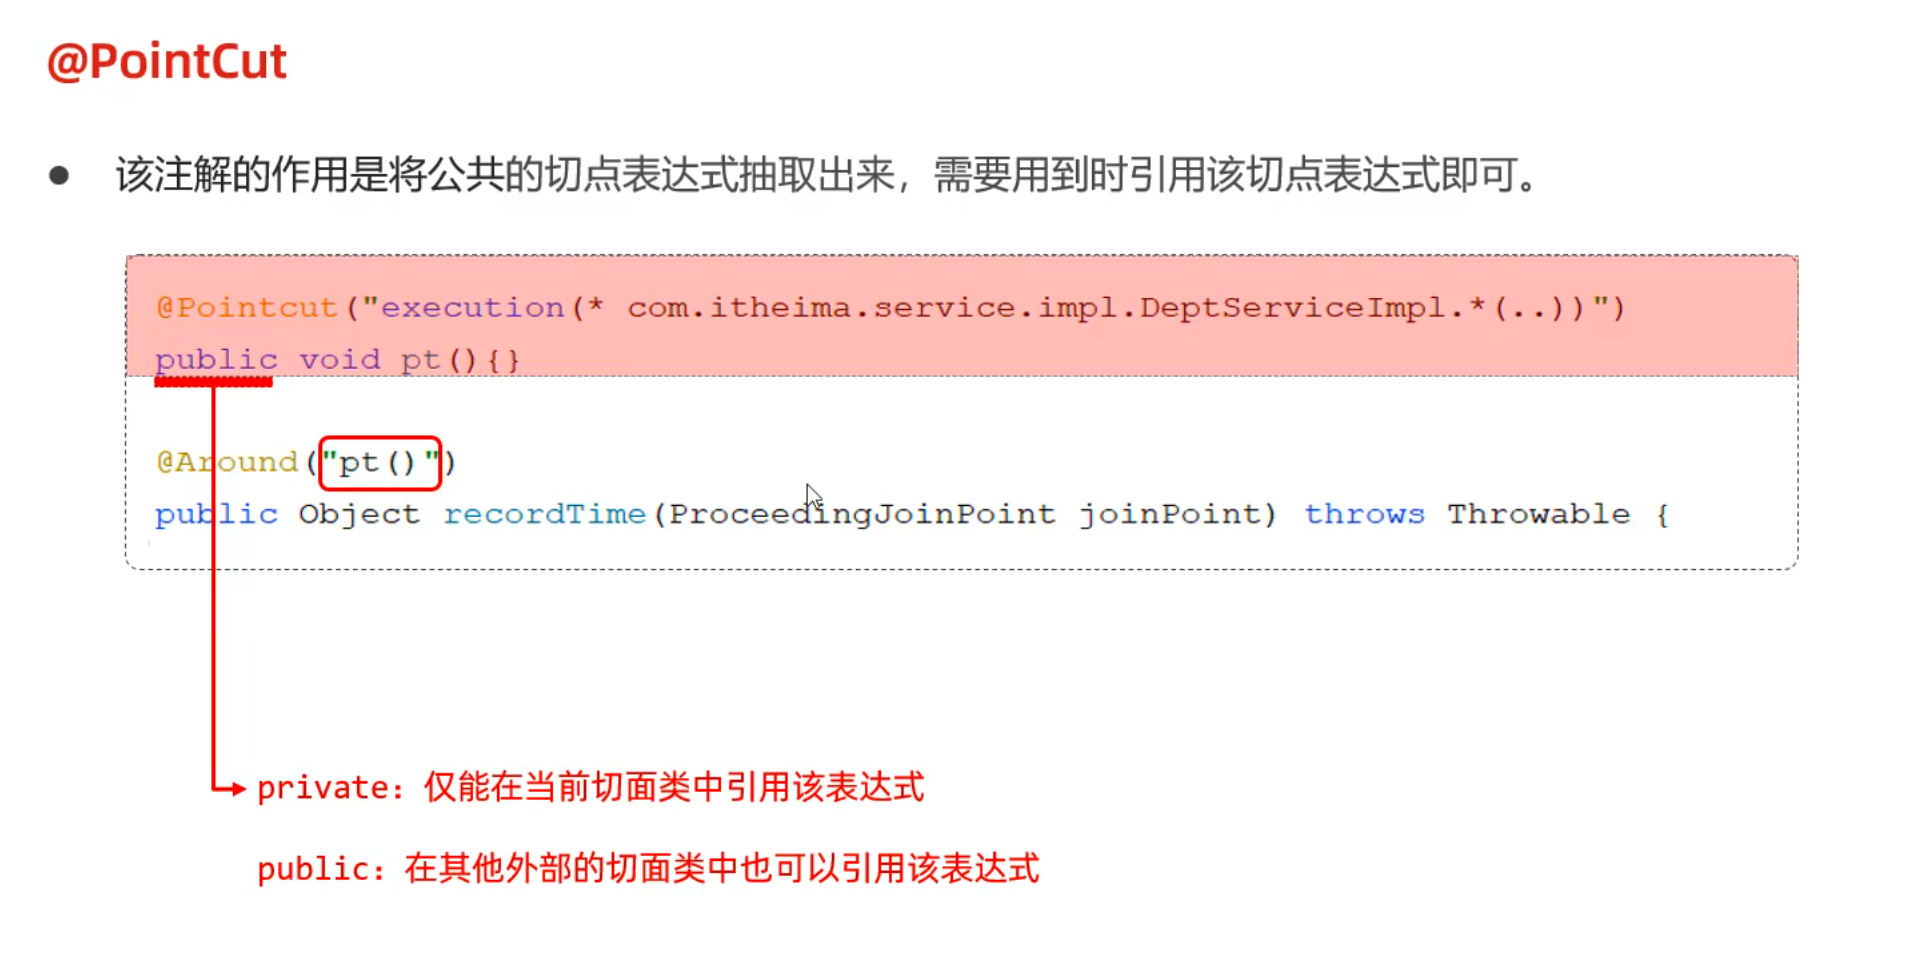 @PointCut
● 该注解的作用是将公共的切点表达式抽取出来，需要用到时引用该切点表达式即可。
@Pointcut("execution(* com.itheima.service.impl.DeptServiceImpl.*(..))")
public void pt(){}
@Around("pt()")
public Object recordTime(ProceedingJoinPoint joinPoint) throws Throwable {
private：仅能在当前切面类中引用该表达式
public：在其他外部的切面类中也可以引用该表达式